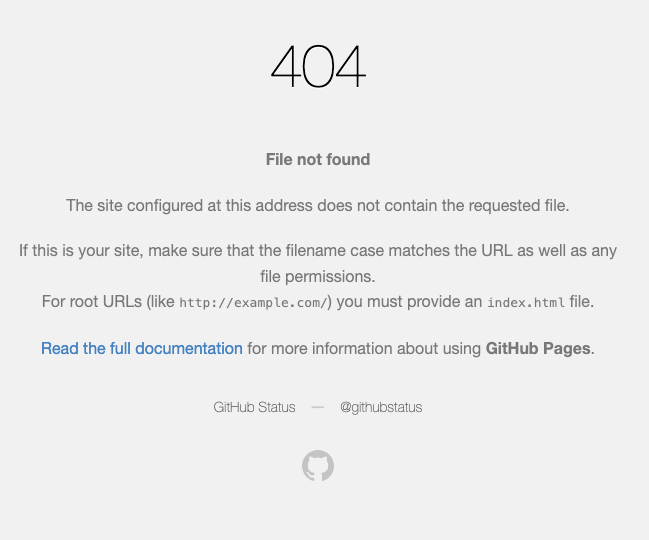 404
File not found
The site configured at this address does not contain the requested file.
If this is your site, make sure that the filename case matches the URL as well as any
file permissions.
For root URLs (like http://example.com/) you must provide an index.html file.
Read the full documentation for more information about using GitHub Pages.
GitHub Status — @githubstatus